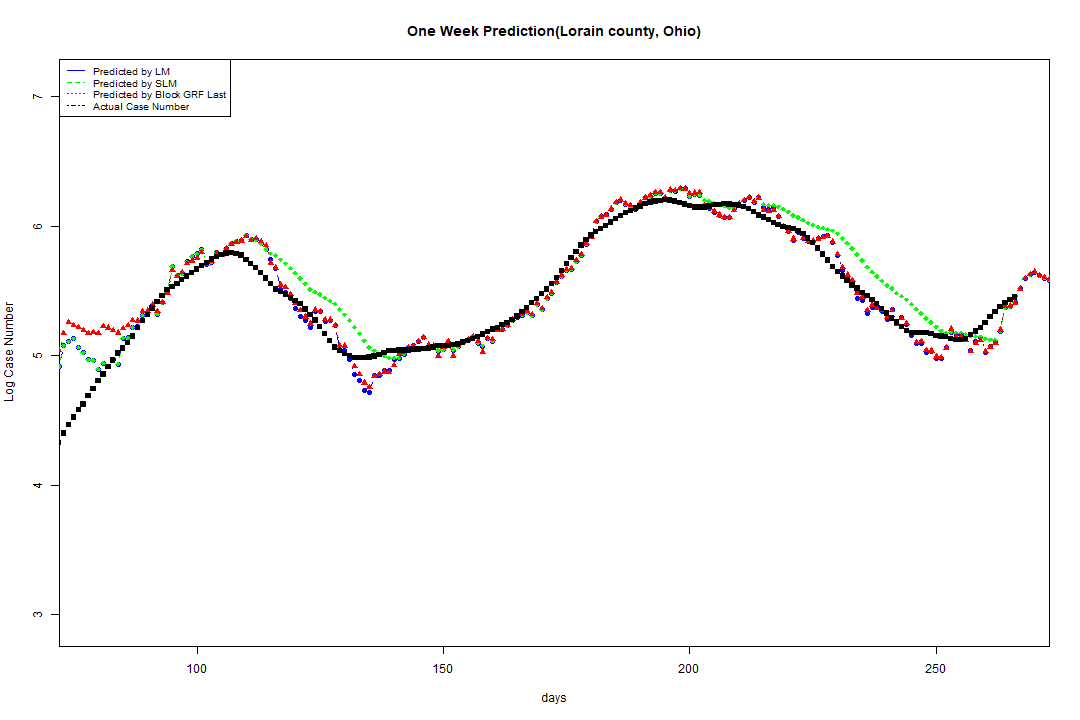 One Week Prediction(Lorain county, Ohio)
Predicted by LM
Predicted by SLM
Predicted by Block GRF Last
Actual Case Number
7
6
5
4
3
Log Case Number
100 150 200 250
days